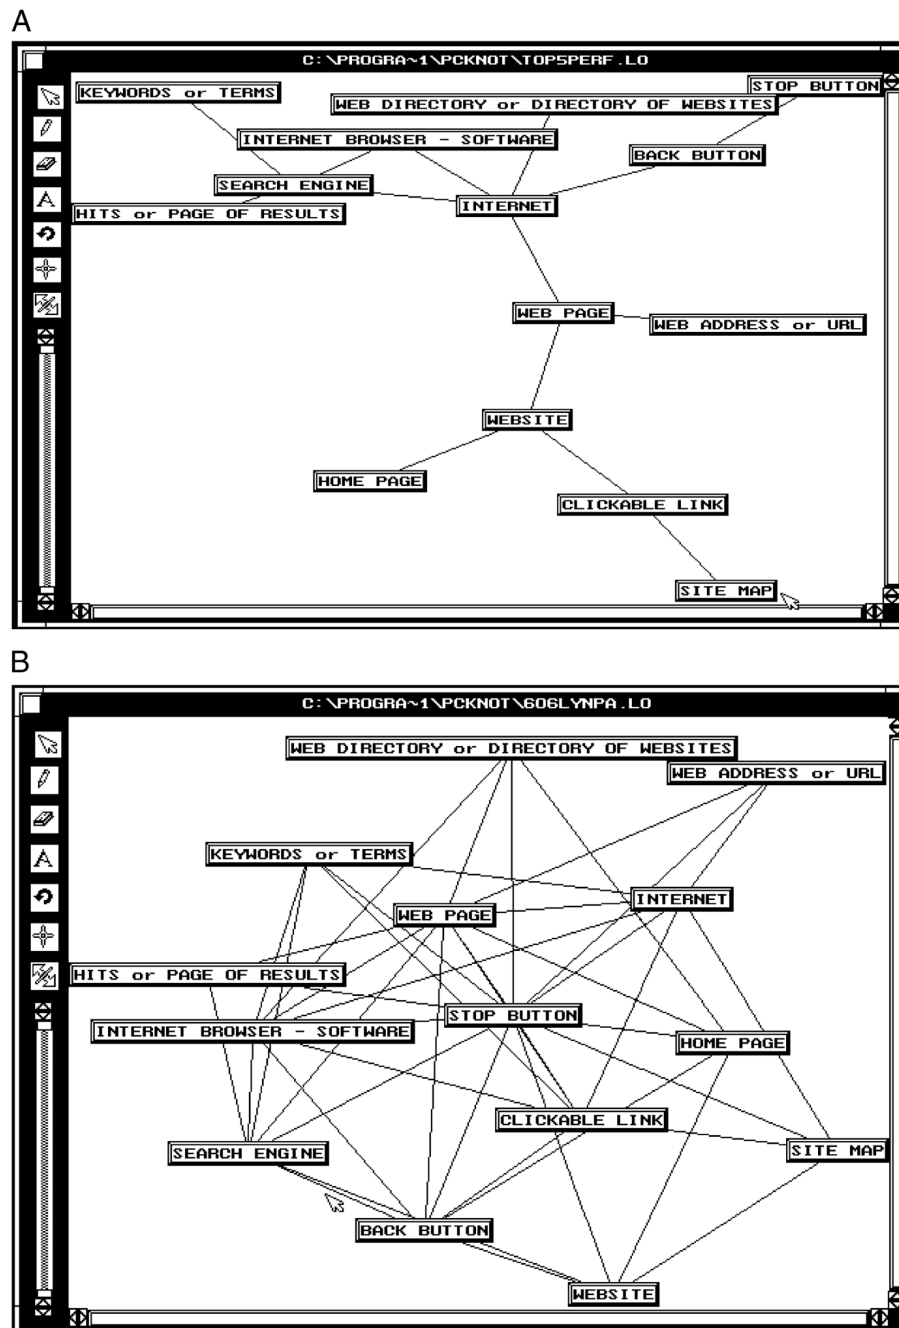 A
C:\PROGRA~1\PCKNOT\TOP5PERF.LO
STOP BUTTON
KEYWORDS or TERMS
WEB DIRECTORY or DIRECTORY OF WEBSITES
INTERNET BROWSER - SOFTWARE
BACK BUTTON
SEARCH ENGINE
INTERNET
HITS or PAGE OF RESULTS
WEB PAGE
WEB ADDRESS or URL
WEBSITE
HOME PAGE
CLICKABLE LINK
SITE MAP
B
C:\PROGRA~1\PCKNOT\606LYNPA.LO
WEB DIRECTORY or DIRECTORY OF WEBSITES
WEB ADDRESS or URL
KEYWORDS or TERMS
INTERNET
WEB PAGE
HITS or PAGE OF RESULTS
STOP BUTTON
INTERNET BROWSER - SOFTWARE
HOME PAGE
CLICKABLE LINK
SITE MAP
SEARCH ENGINE
BACK BUTTON
WEBSITE